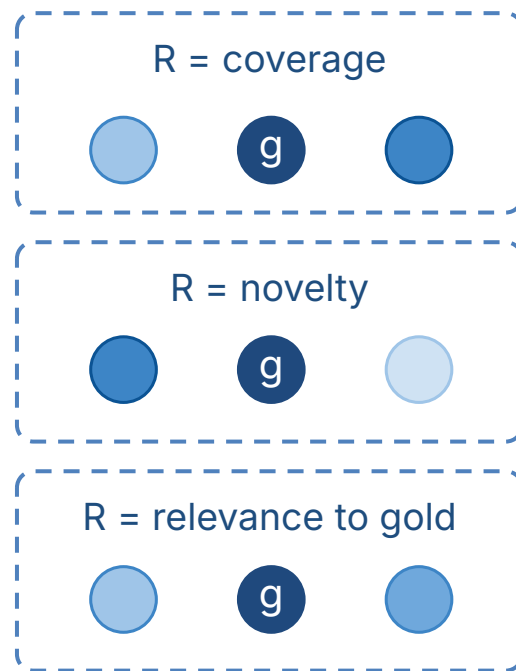 R = coverage
g
R = novelty
g
R = relevance to gold
g